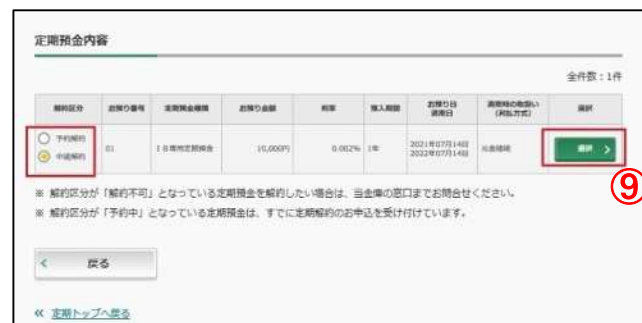 定期預金内容
全件数：1件
解約区分 お預り番号 定期預金種類 お預り金額 利率 預入期間 お預り日 満期時の取扱い 選択
満期日 (利払方式)
予約解約
中途解約
01 ＩＢ専用定期預金 10,000円 0.002% 1年 2021年07月14日 元金継続 選択
2022年07月14日
⑨
※ 解約区分が「解約不可」となっている定期預金を解約したい場合は、当金庫の窓口までお問合せください。
※ 解約区分が「予約中」となっている定期預金は、すでに定期解約のお申込を受け付けています。
戻る
定期トップへ戻る